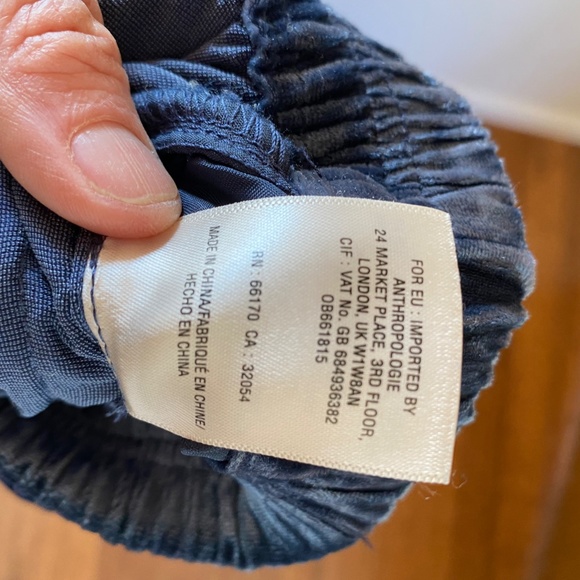 FOR EU : IMPORTED BY
ANTHROPOLOGIE
24 MARKET PLACE, 3RD FLOOR,
LONDON, UK W1W8AN
CIF : VAT No. GB 684936382
OB661815
RN : 66170 CA : 32054
MADE IN CHINA/FABRIQUÉ EN CHINE/
HECHO EN CHINA